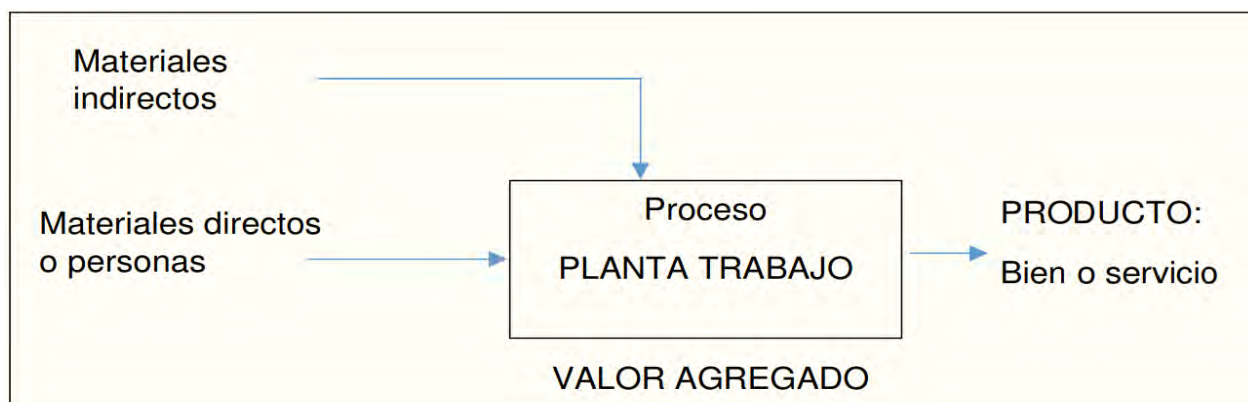 Materiales
indirectos
Materiales directos
o personas
Proceso
PLANTA TRABAJO
VALOR AGREGADO
PRODUCTO:
Bien o servicio